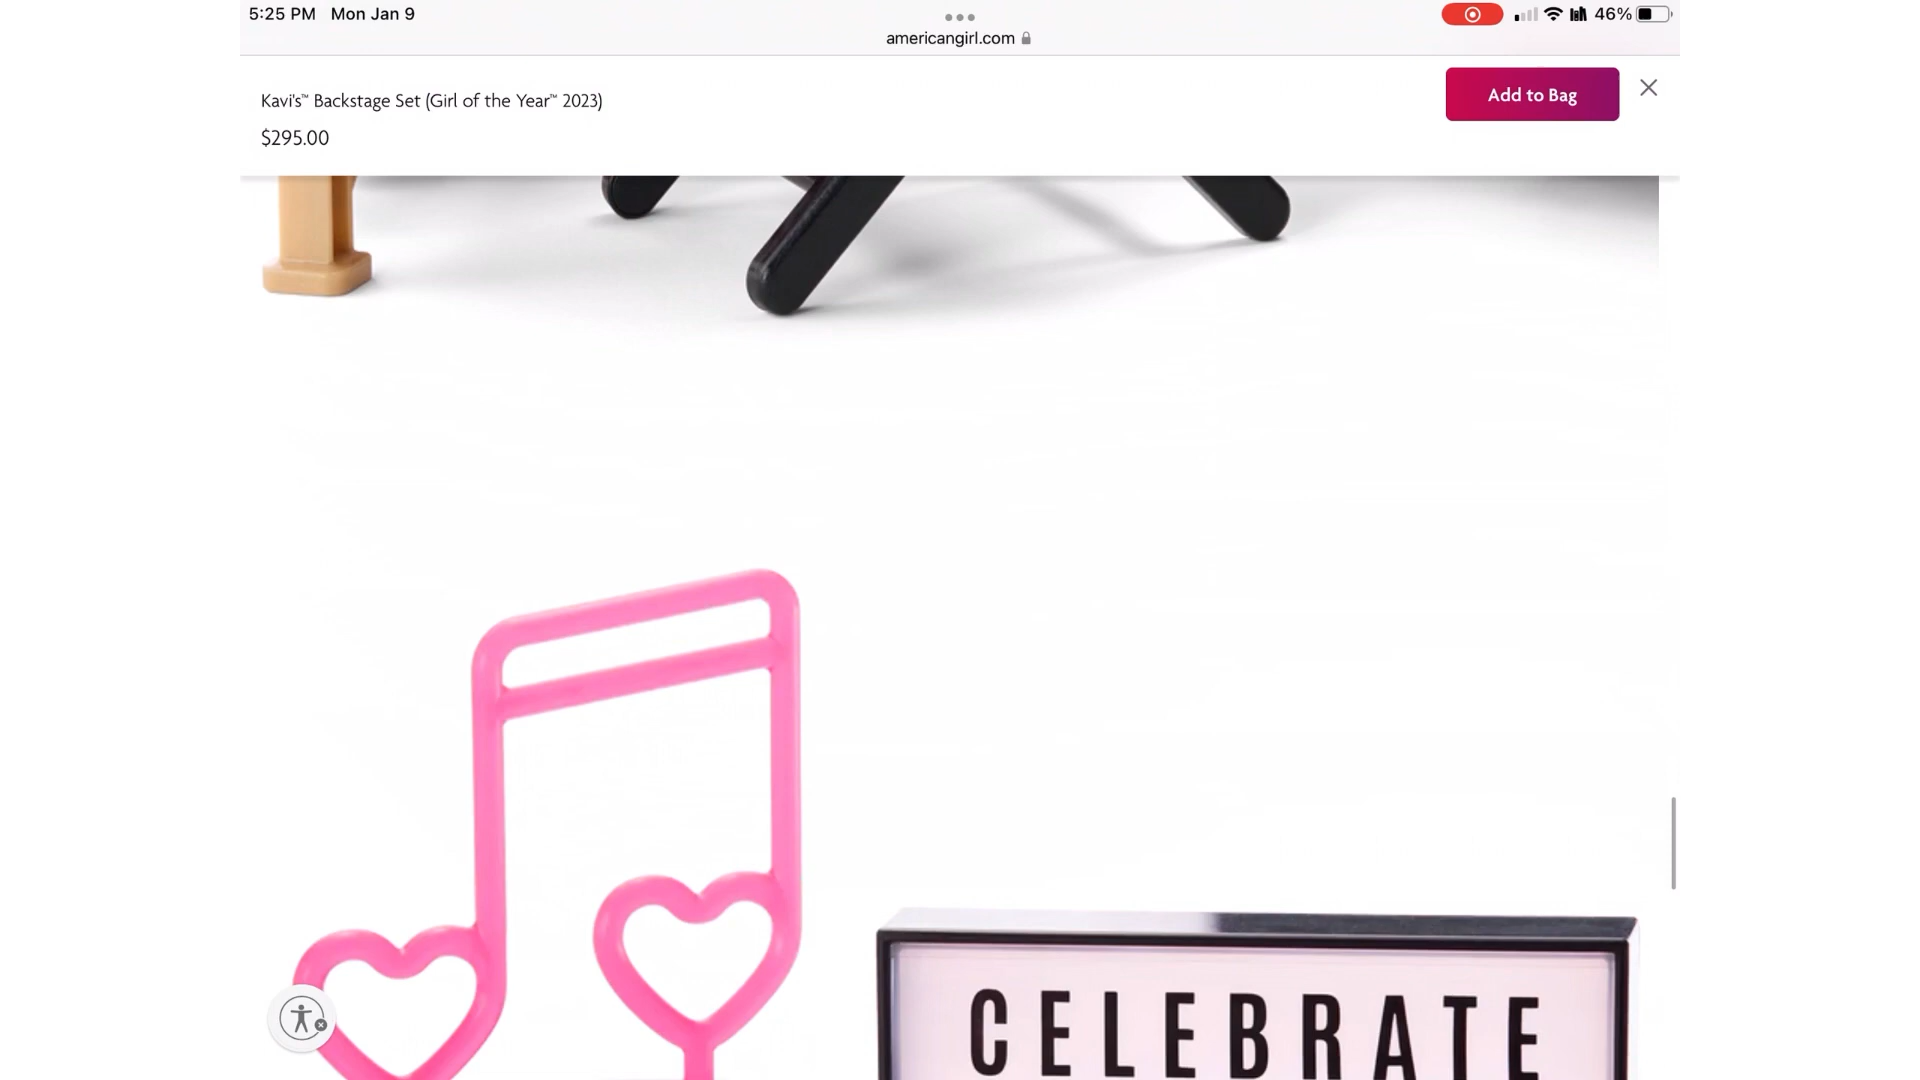 5:25 PM Mon Jan 9
46%
americangirl.com
Kavi's™ Backstage Set (Girl of the Year™ 2023)
$295.00
Add to Bag
CELEBRATE